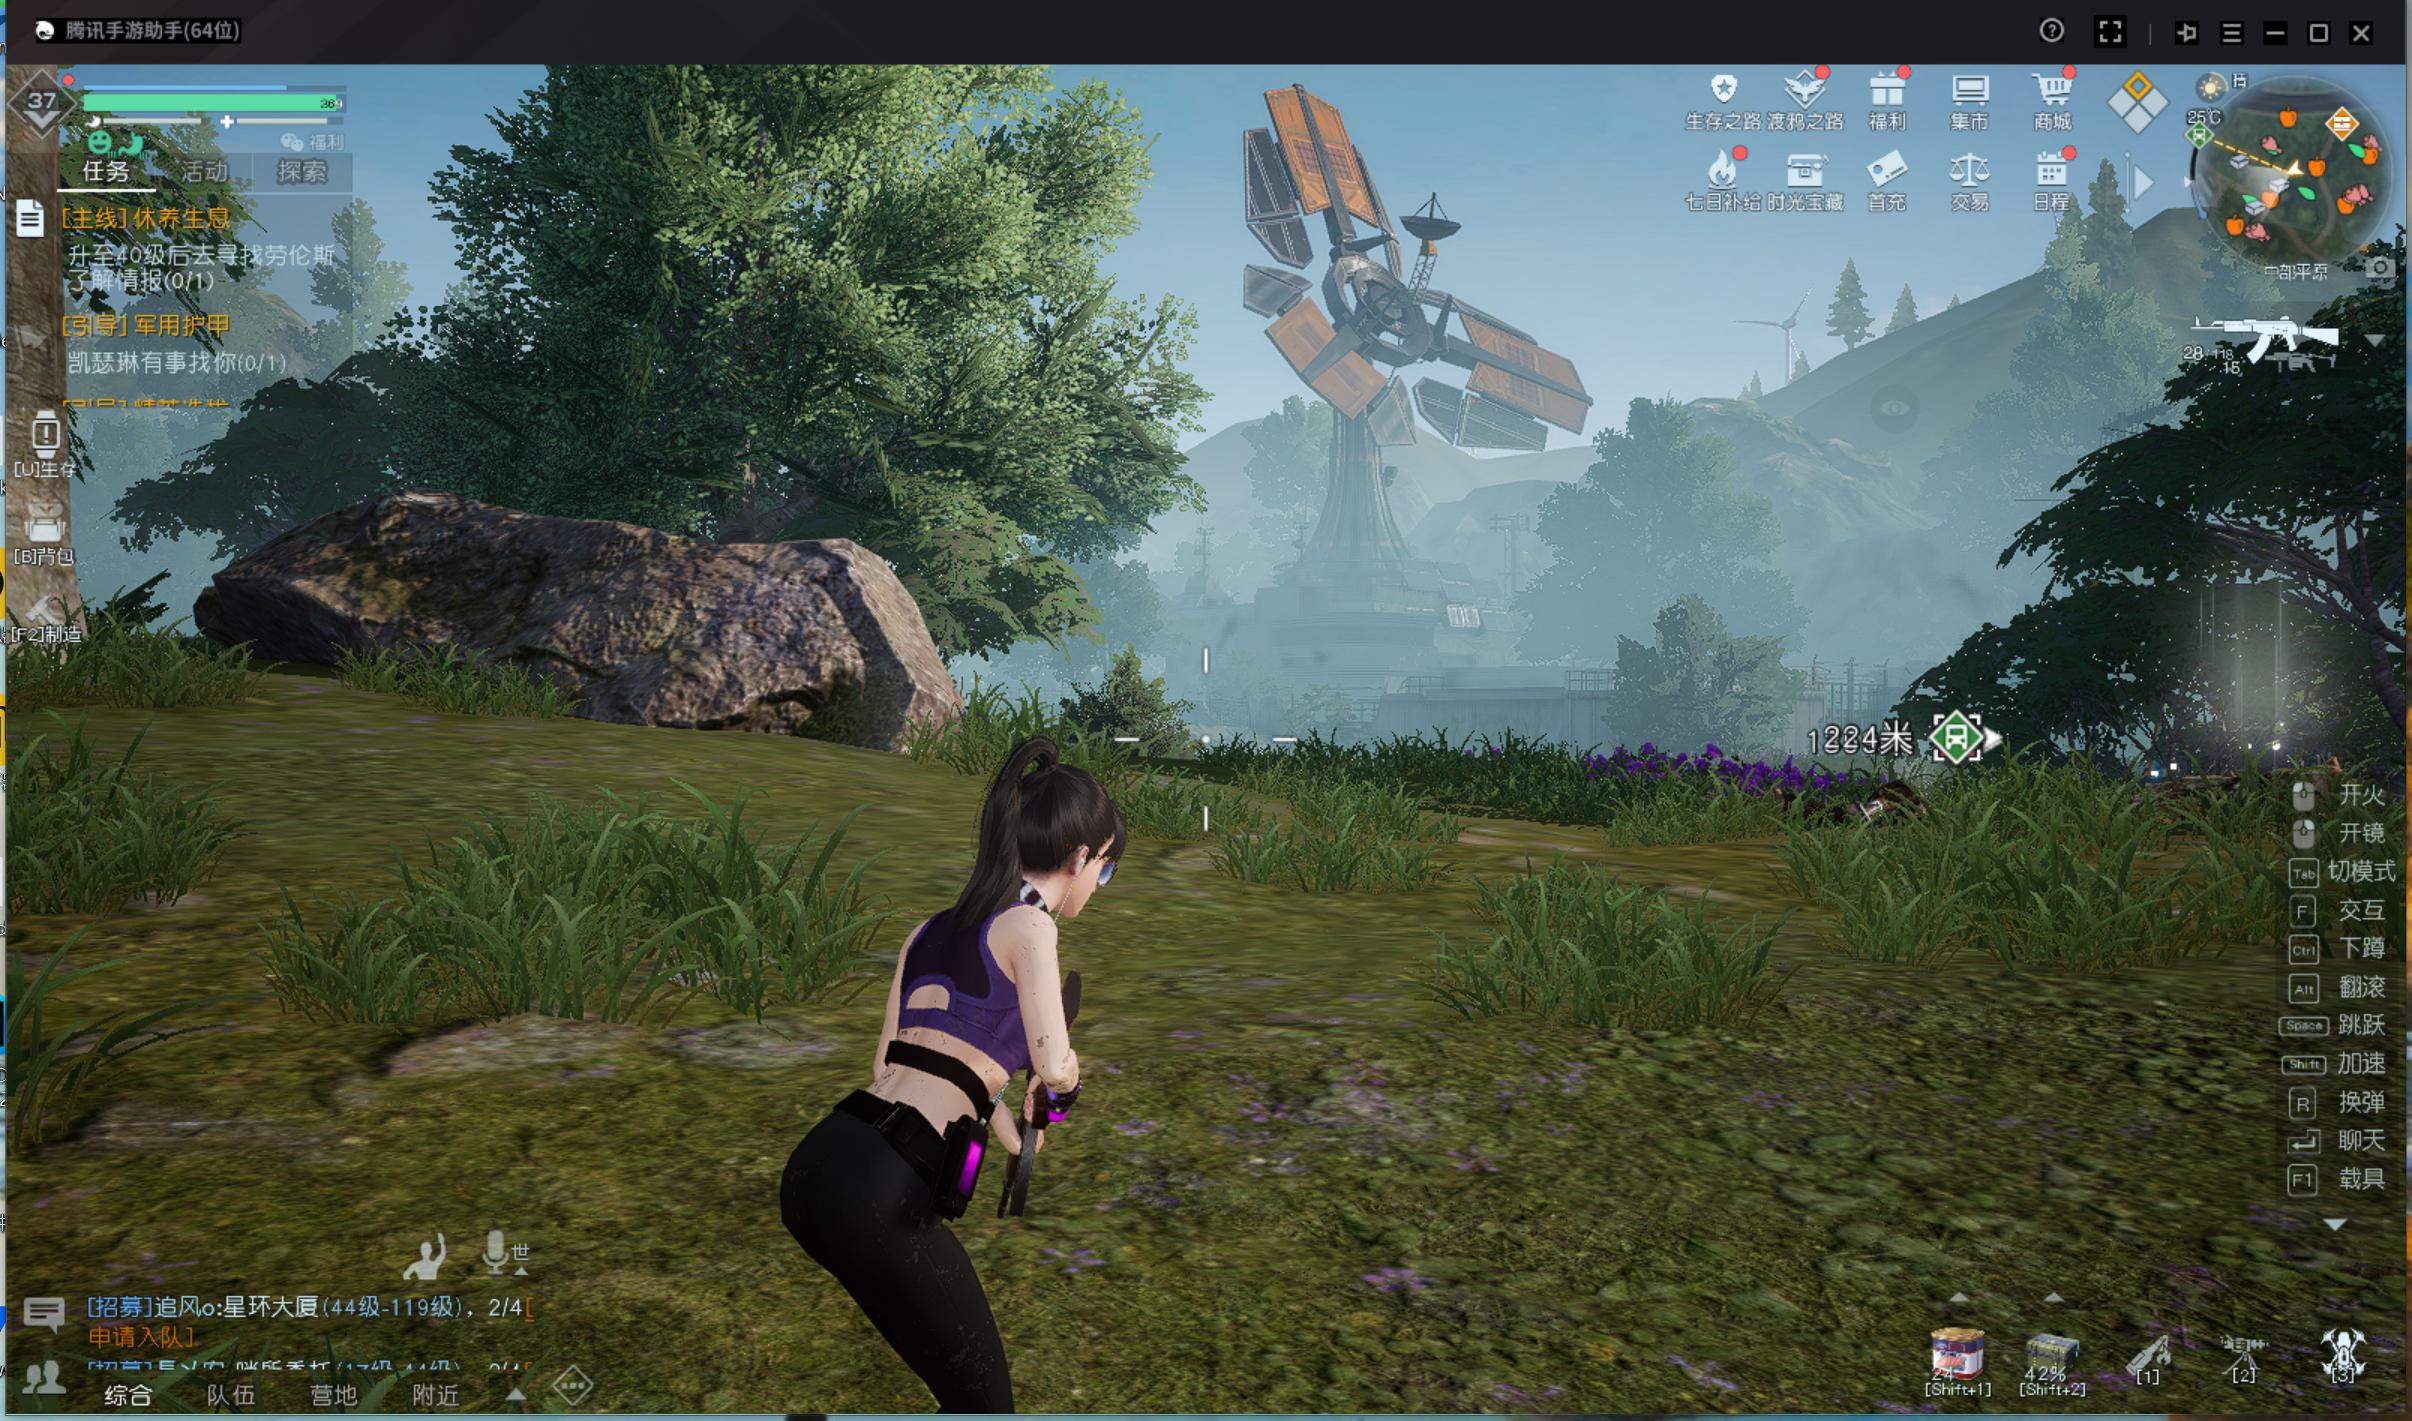 腾讯手游助手(64位)
37
369
福利
任务 活动 探索
[主线] 休养生息
升至40级后去寻找劳伦斯
了解情报(0/1)
[引导] 军用护甲
凯瑟琳有事找你(0/1)
[U]生存
[B]背包
[F2]制造
生存之路 渡鸦之路 福利 集市 商城
七日补给 时光宝藏 首充 交易 日程
晴
25℃
中部平原
28/118
15
1224米
开火
开镜
Tab 切模式
F 交互
Ctrl 下蹲
Alt 翻滚
Space 跳跃
Shift 加速
R 换弹
聊天
F1 载具
世
[招募]追风o:星环大厦(44级-119级)，2/4[
申请入队]
综合 队伍 营地 附近
24 42%
[Shift+1] [Shift+2] [1] [2] [3]